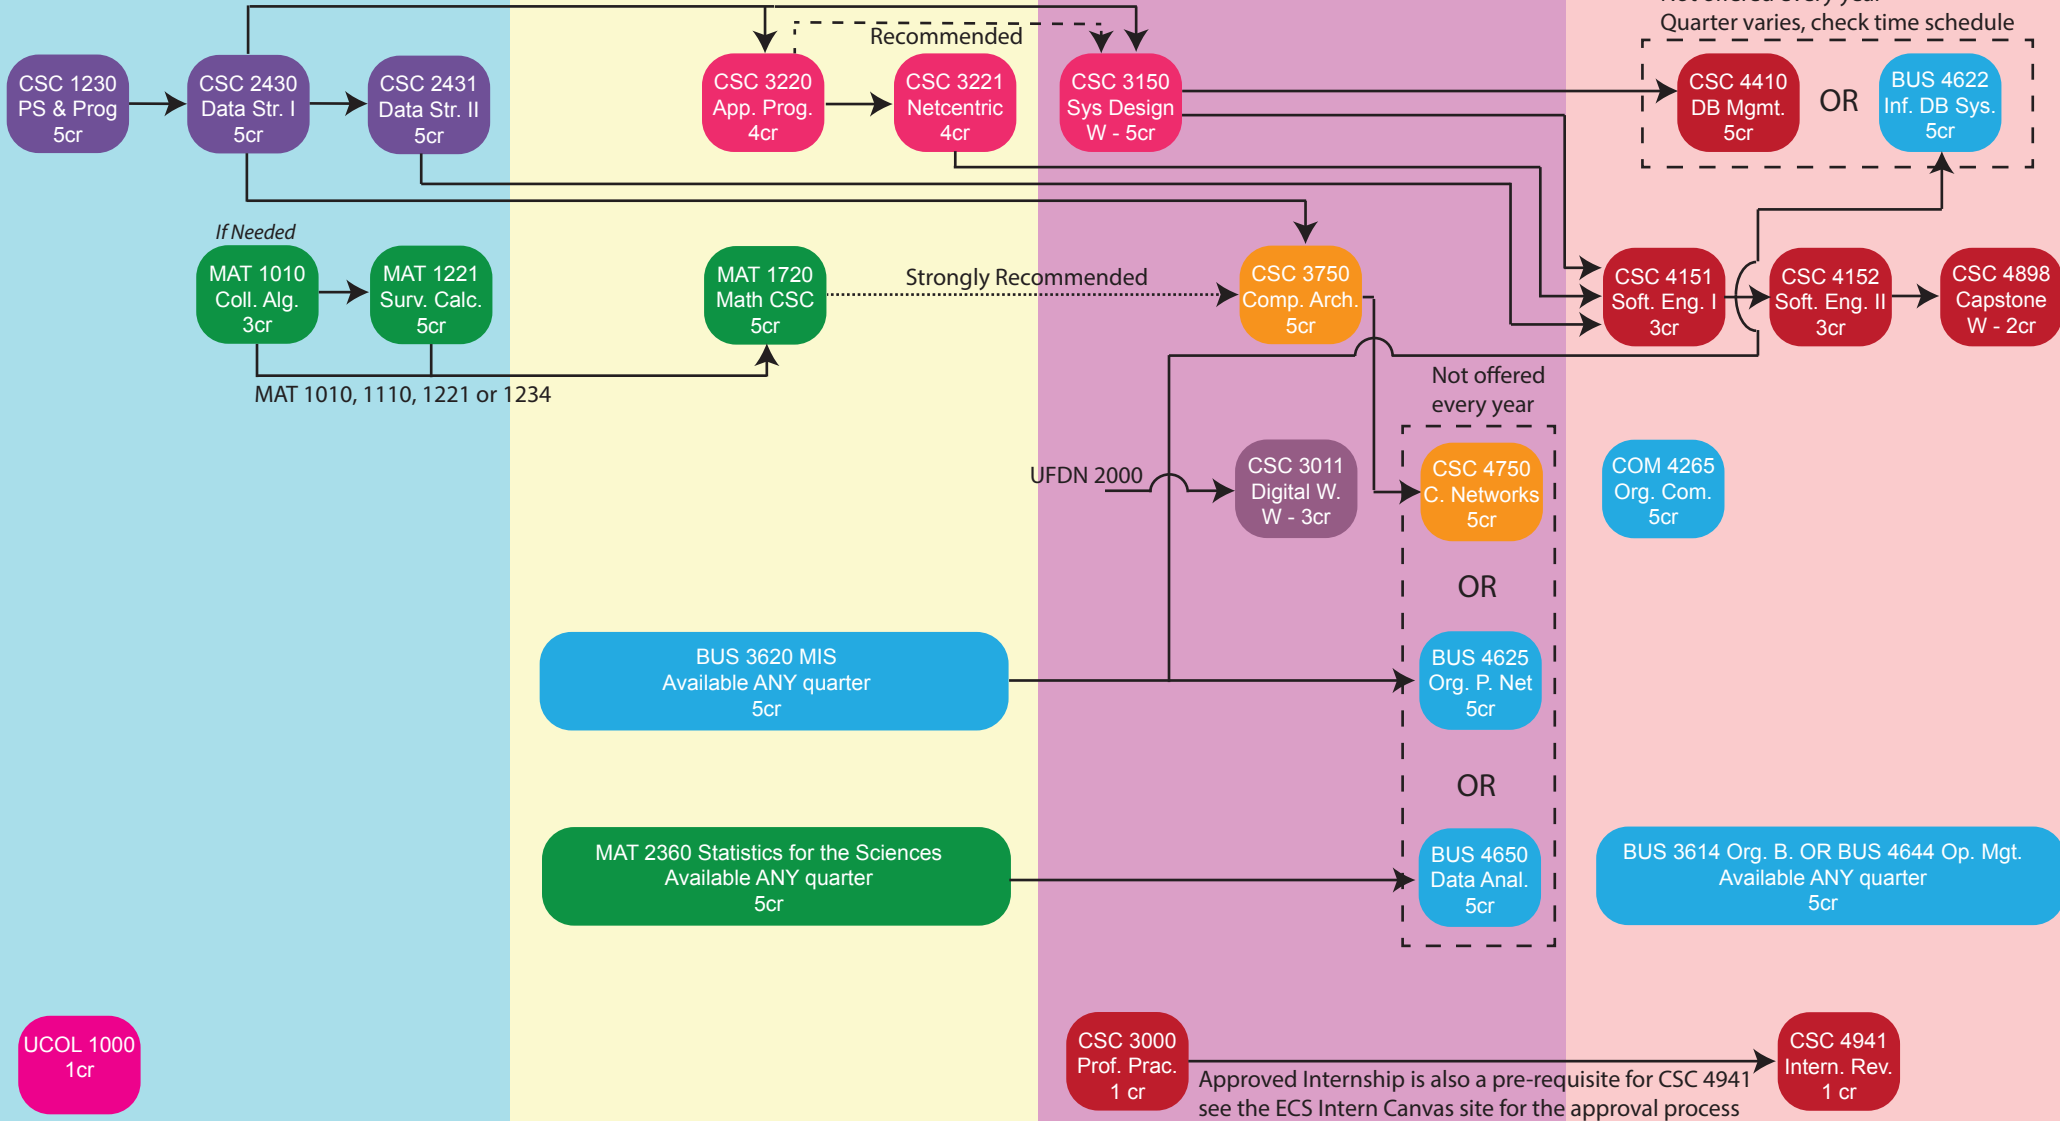 Quarter varies, check time schedule
Recommended
CSC 1230
PS & Prog
5cr
CSC 2430
Data Str. I
5cr
CSC 2431
Data Str. II
5cr
CSC 3220
App. Prog.
4cr
CSC 3221
Netcentric
4cr
CSC 3150
Sys Design
W - 5cr
CSC 4410
DB Mgmt.
5cr
OR
BUS 4622
Inf. DB Sys.
5cr
If Needed
MAT 1010
Coll. Alg.
3cr
MAT 1221
Surv. Calc.
5cr
MAT 1720
Math CSC
5cr
Strongly Recommended
CSC 3750
Comp. Arch.
5cr
CSC 4151
Soft. Eng. I
3cr
CSC 4152
Soft. Eng. II
3cr
CSC 4898
Capstone
W - 2cr
MAT 1010, 1110, 1221 or 1234
Not offered
every year
UFDN 2000
CSC 3011
Digital W.
W - 3cr
CSC 4750
C. Networks
5cr
COM 4265
Org. Com.
5cr
OR
BUS 3620 MIS
Available ANY quarter
5cr
BUS 4625
Org. P. Net
5cr
OR
MAT 2360 Statistics for the Sciences
Available ANY quarter
5cr
BUS 4650
Data Anal.
5cr
BUS 3614 Org. B. OR BUS 4644 Op. Mgt.
Available ANY quarter
5cr
UCOL 1000
1cr
CSC 3000
Prof. Prac.
1 cr
Approved Internship is also a pre-requisite for CSC 4941
see the ECS Intern Canvas site for the approval process
CSC 4941
Intern. Rev.
1 cr